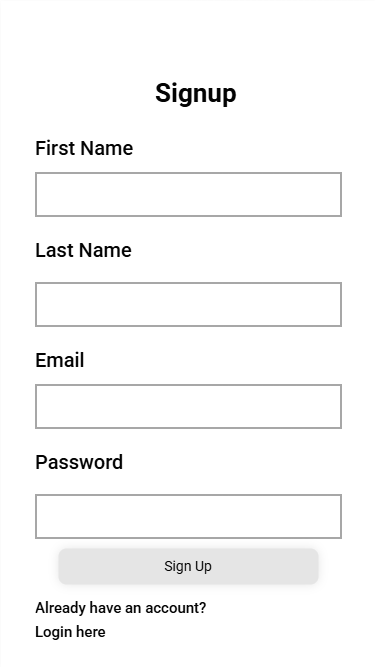 Signup
First Name
Last Name
Email
Password
Sign Up
Already have an account?
Login here